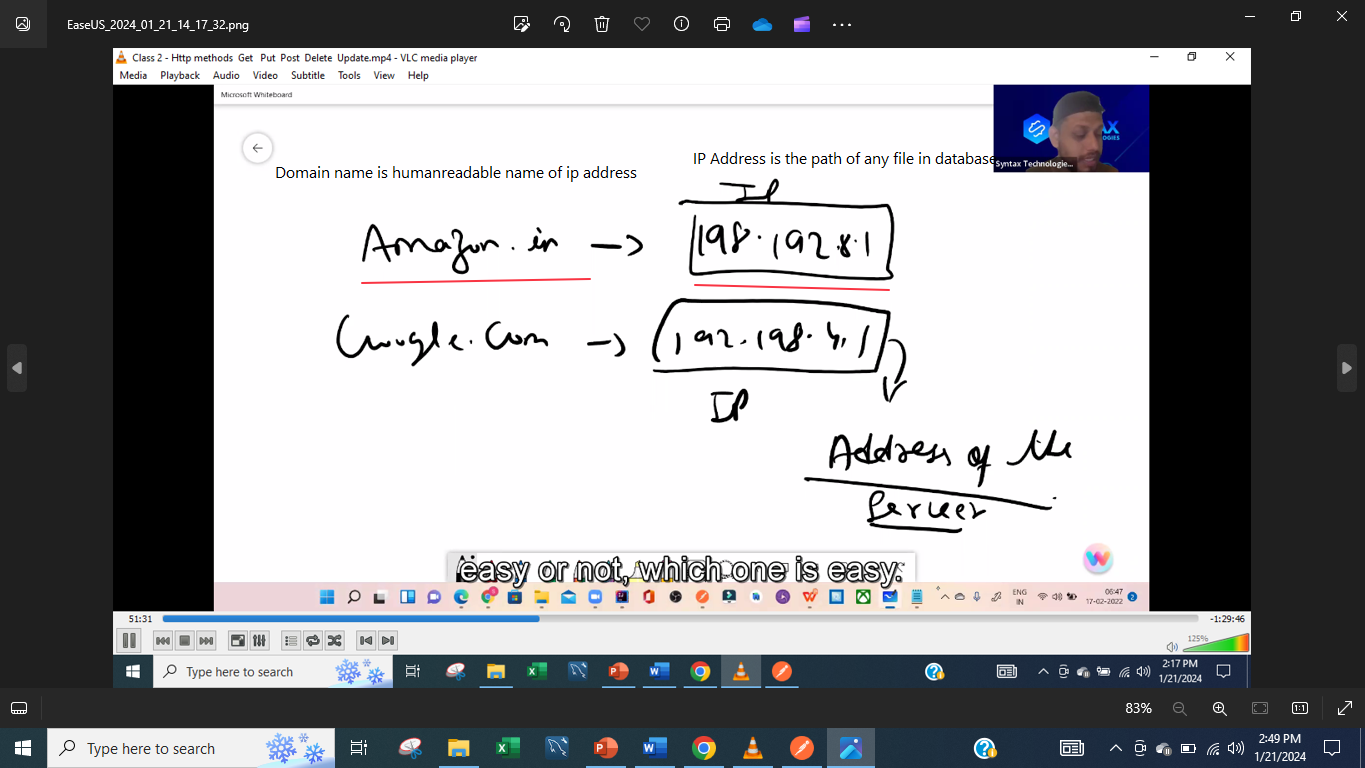 EaseUS_2024_01_21_14_17_32.png
Class 2 - Http methods Get Put Post Delete Update.mp4 - VLC media player
Media Playback Audio Video Subtitle Tools View Help
Microsoft Whiteboard
Domain name is humanreadable name of ip address
IP Address is the path of any file in database
Syntax Technologie...
IP
Amazon.in → 198.192.8.1
Google.com → 192.198.4.1
IP
Address of the
Server
easy or not, which one is easy.
ENG
IN
06:47
17-02-2022
2
51:31
-1:29:46
125%
Type here to search
2:17 PM
1/21/2024
83%
1:1
Type here to search
2:49 PM
1/21/2024